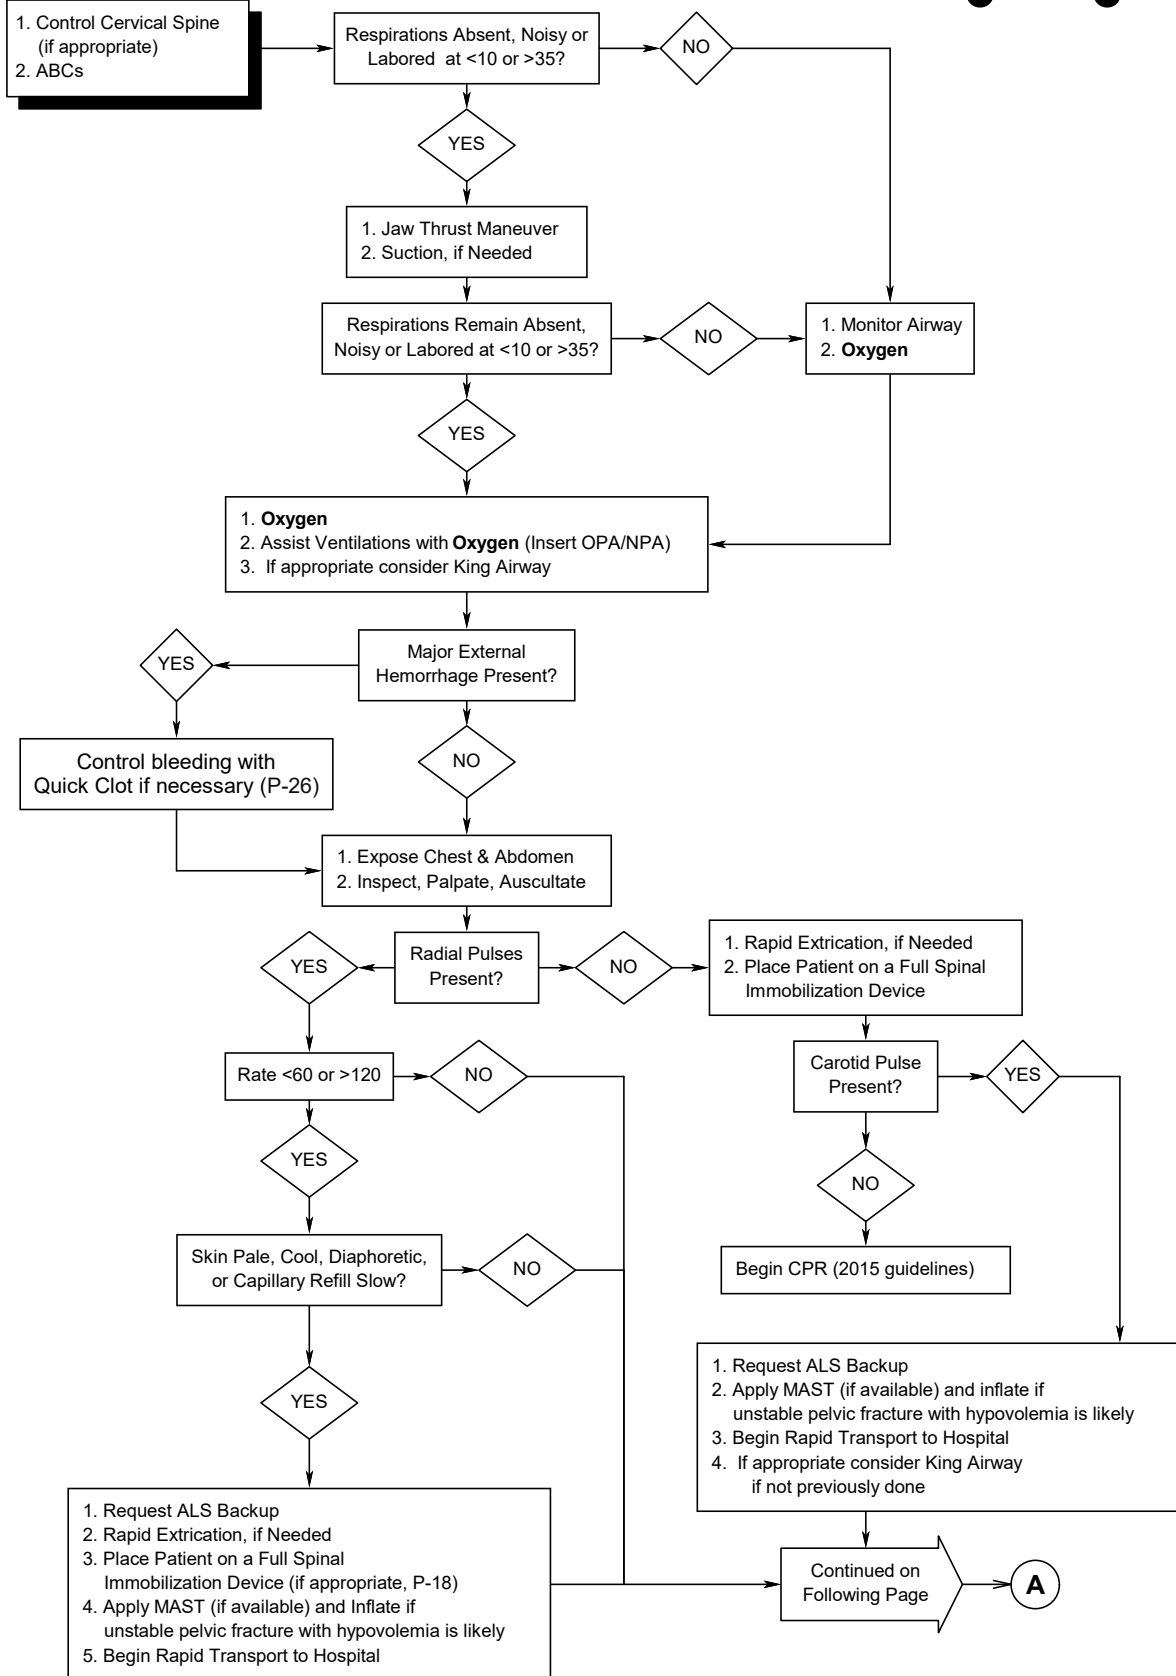 1. Control Cervical Spine
(if appropriate)
2. ABCs
Respirations Absent, Noisy or
Labored at <10 or >35?
NO
YES
1. Jaw Thrust Maneuver
2. Suction, if Needed
Respirations Remain Absent,
Noisy or Labored at <10 or >35?
NO
1. Monitor Airway
2. Oxygen
YES
1. Oxygen
2. Assist Ventilations with Oxygen (Insert OPA/NPA)
3. If appropriate consider King Airway
Major External
Hemorrhage Present?
YES
Control bleeding with
Quick Clot if necessary (P-26)
NO
1. Expose Chest & Abdomen
2. Inspect, Palpate, Auscultate
Radial Pulses
Present?
YES
NO
1. Rapid Extrication, if Needed
2. Place Patient on a Full Spinal
Immobilization Device
Rate <60 or >120
NO
Carotid Pulse
Present?
YES
YES
NO
Skin Pale, Cool, Diaphoretic,
or Capillary Refill Slow?
NO
Begin CPR (2015 guidelines)
YES
1. Request ALS Backup
2. Apply MAST (if available) and inflate if
unstable pelvic fracture with hypovolemia is likely
3. Begin Rapid Transport to Hospital
4. If appropriate consider King Airway
if not previously done
1. Request ALS Backup
2. Rapid Extrication, if Needed
3. Place Patient on a Full Spinal
Immobilization Device (if appropriate, P-18)
4. Apply MAST (if available) and Inflate if
unstable pelvic fracture with hypovolemia is likely
5. Begin Rapid Transport to Hospital
Continued on
Following Page
A